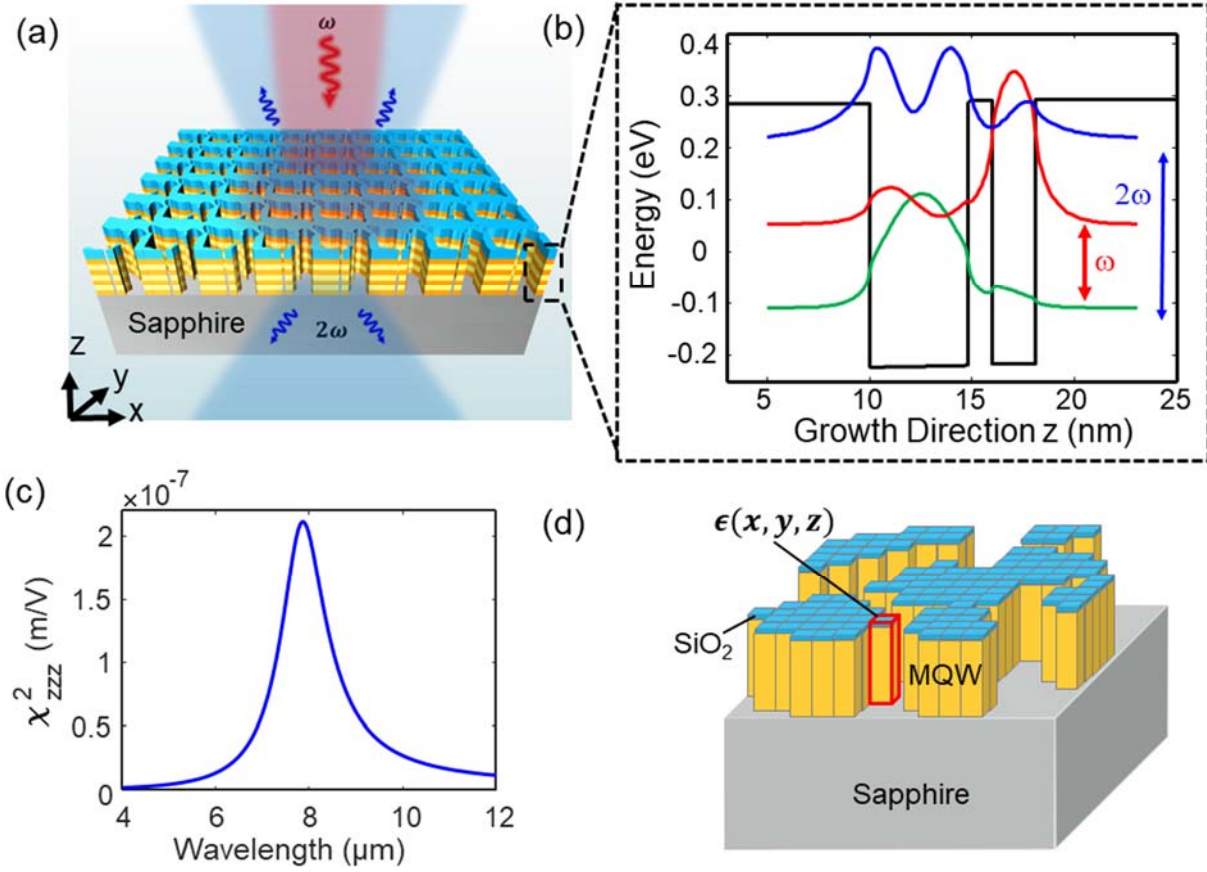 (a)
ω
Sapphire
2ω
z
y
x
(b)
0.4
0.3
0.2
0.1
0
-0.1
-0.2
Energy (eV)
2ω
ω
5
10
15
20
25
Growth Direction z (nm)
(c)
×10⁻⁷
2
1.5
1
0.5
0
χ²zzz (m/V)
4
6
8
10
12
Wavelength (µm)
(d)
ϵ(x, y, z)
SiO₂
MQW
Sapphire